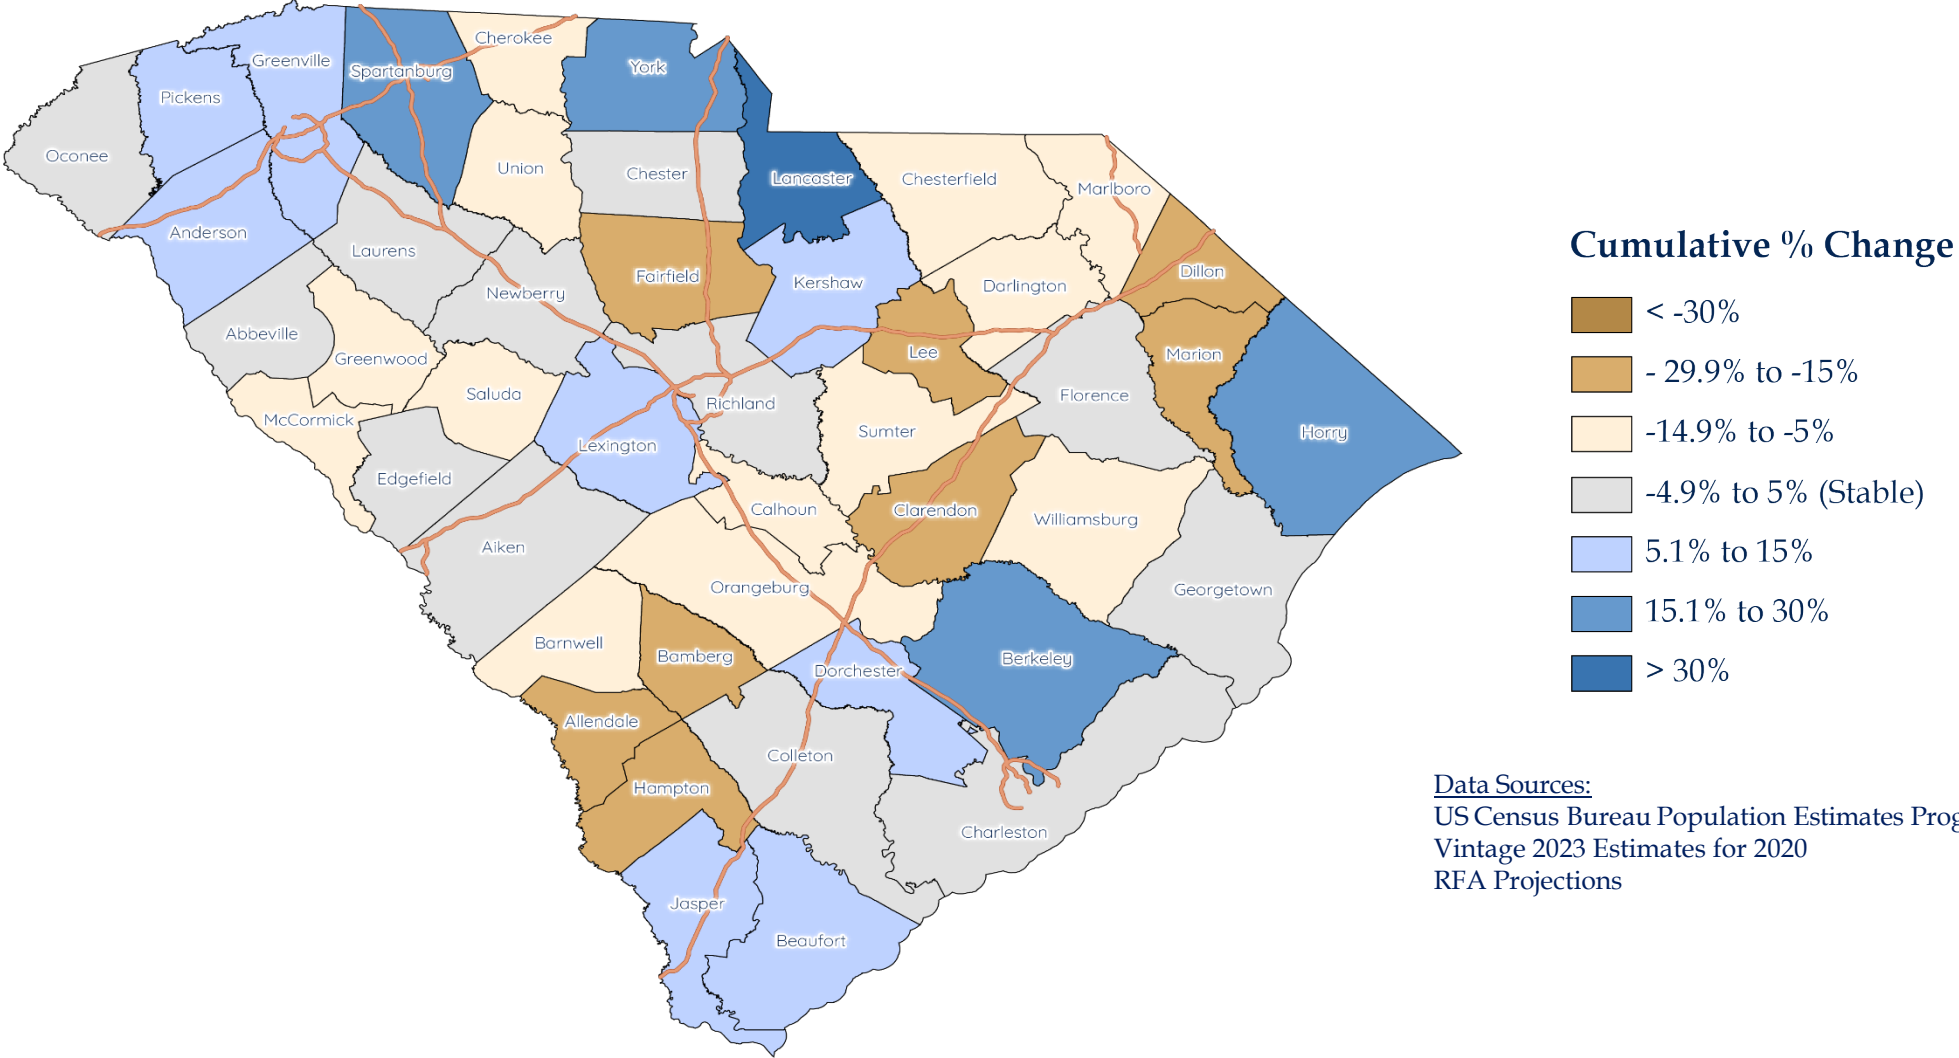 Cherokee
Greenville
York
Spartanburg
Pickens
Oconee
Union
Chester
Lancaster
Chesterfield
Marlboro
Anderson
Laurens
Cumulative % Change
Fairfield
Kershaw
Darlington
Dillon
Newberry
< -30%
Abbeville
Greenwood
Lee
Marion
- 29.9% to -15%
Saluda
Richland
Florence
McCormick
Lexington
Sumter
Horry
-14.9% to -5%
Edgefield
Calhoun
Clarendon
Williamsburg
-4.9% to 5% (Stable)
Aiken
5.1% to 15%
Orangeburg
Georgetown
15.1% to 30%
Barnwell
Bamberg
Dorchester
Berkeley
> 30%
Allendale
Colleton
Hampton
Charleston
Jasper
Beaufort
Data Sources:
US Census Bureau Population Estimates Prog
Vintage 2023 Estimates for 2020
RFA Projections